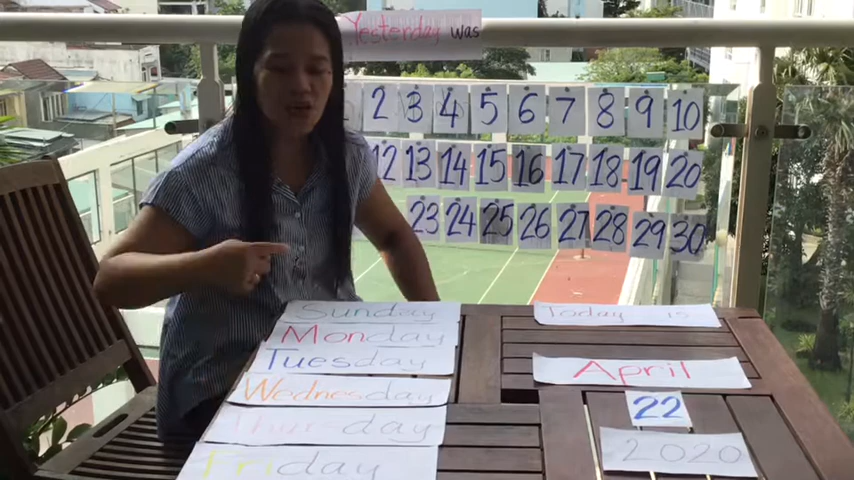 Yesterday was
2 3 4 5 6 7 8 9 10
12 13 14 15 16 17 18 19 20
23 24 25 26 27 28 29 30
Sunday
Monday
Tuesday
Wednesday
Thursday
Friday
Today is
April
22
2020